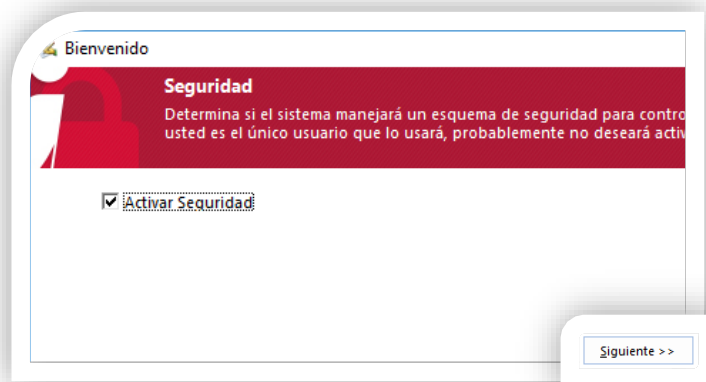 Bienvenido
Seguridad
Determina si el sistema manejará un esquema de seguridad para contro
usted es el único usuario que lo usará, probablemente no deseará activ
Activar Seguridad
Siguiente >>